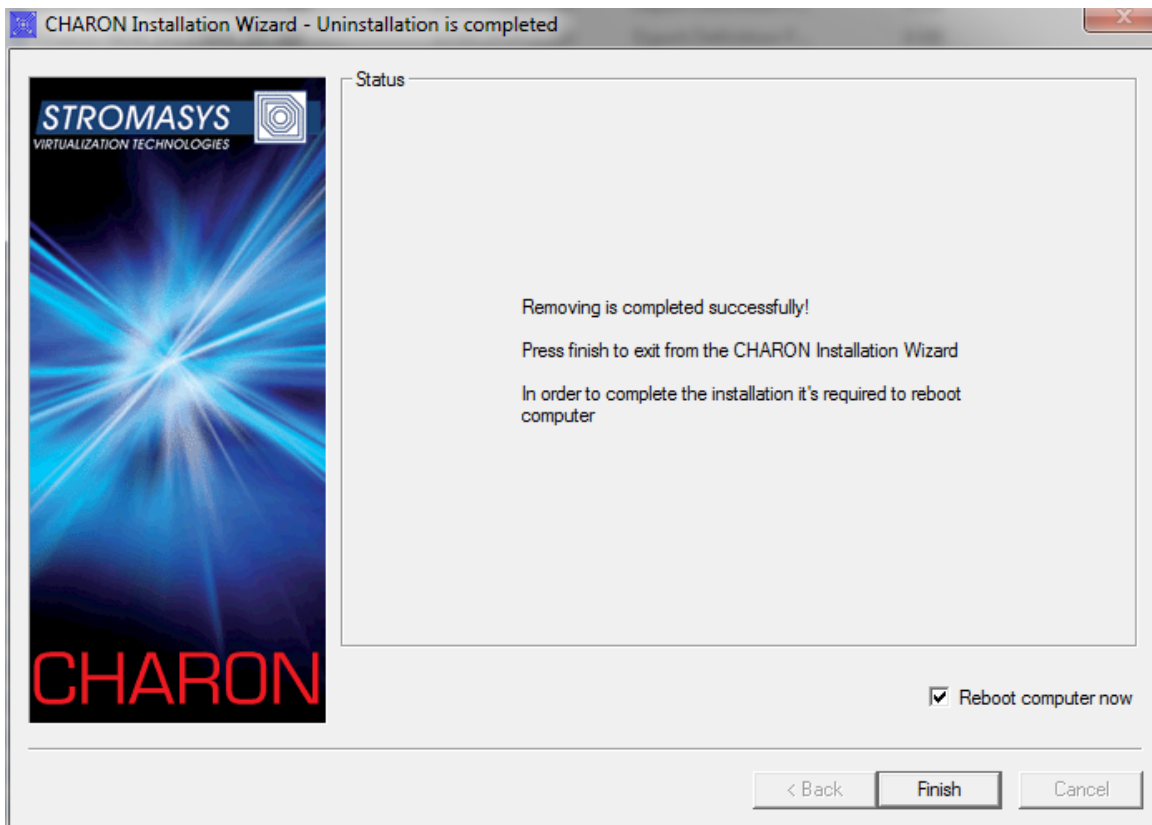 CHARON Installation Wizard - Uninstallation is completed
STROMASYS
VIRTUALIZATION TECHNOLOGIES
CHARON
Status
Removing is completed successfully!
Press finish to exit from the CHARON Installation Wizard
In order to complete the installation it's required to reboot
computer
Reboot computer now
< Back
Finish
Cancel